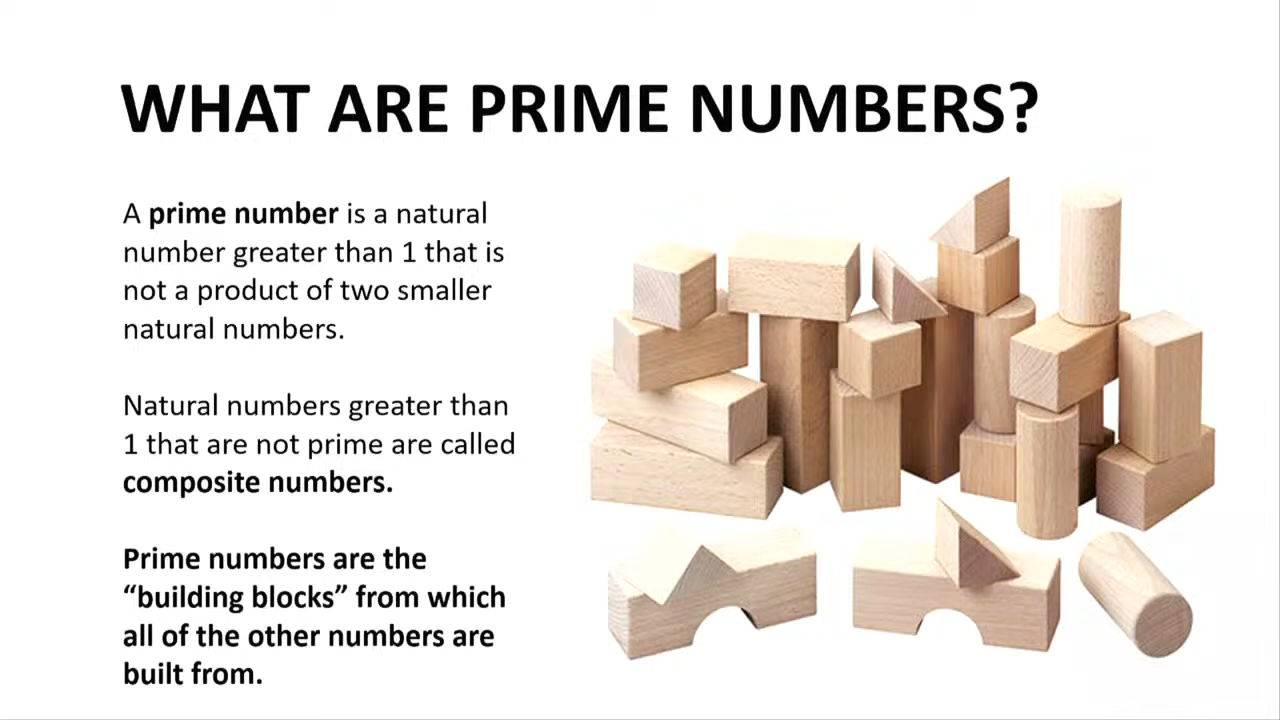 WHAT ARE PRIME NUMBERS?
A prime number is a natural
number greater than 1 that is
not a product of two smaller
natural numbers.
Natural numbers greater than
1 that are not prime are called
composite numbers.
Prime numbers are the
“building blocks” from which
all of the other numbers are
built from.